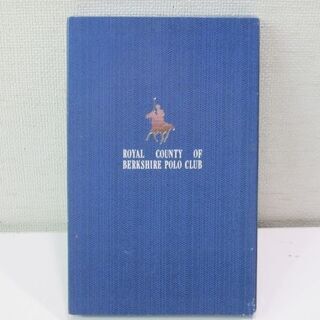 ROYAL COUNTY OF
BERKSHIRE POLO CLUB